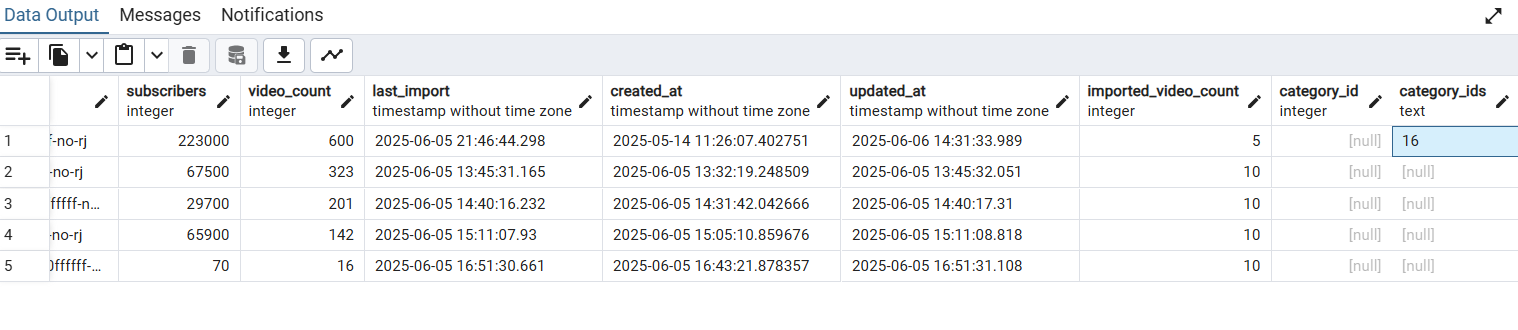 Data Output Messages Notifications
subscribers video_count last_import created_at updated_at imported_video_count category_id category_ids
integer integer timestamp without time zone timestamp without time zone timestamp without time zone integer integer text
1 f-no-rj 223000 600 2025-06-05 21:46:44.298 2025-05-14 11:26:07.402751 2025-06-06 14:31:33.989 5 [null] 16
2 -no-rj 67500 323 2025-06-05 13:45:31.165 2025-06-05 13:32:19.248509 2025-06-05 13:45:32.051 10 [null] [null]
3 ffffff-n... 29700 201 2025-06-05 14:40:16.232 2025-06-05 14:31:42.042666 2025-06-05 14:40:17.31 10 [null] [null]
4 -no-rj 65900 142 2025-06-05 15:11:07.93 2025-06-05 15:05:10.859676 2025-06-05 15:11:08.818 10 [null] [null]
5 0ffffff-... 70 16 2025-06-05 16:51:30.661 2025-06-05 16:43:21.878357 2025-06-05 16:51:31.108 10 [null] [null]